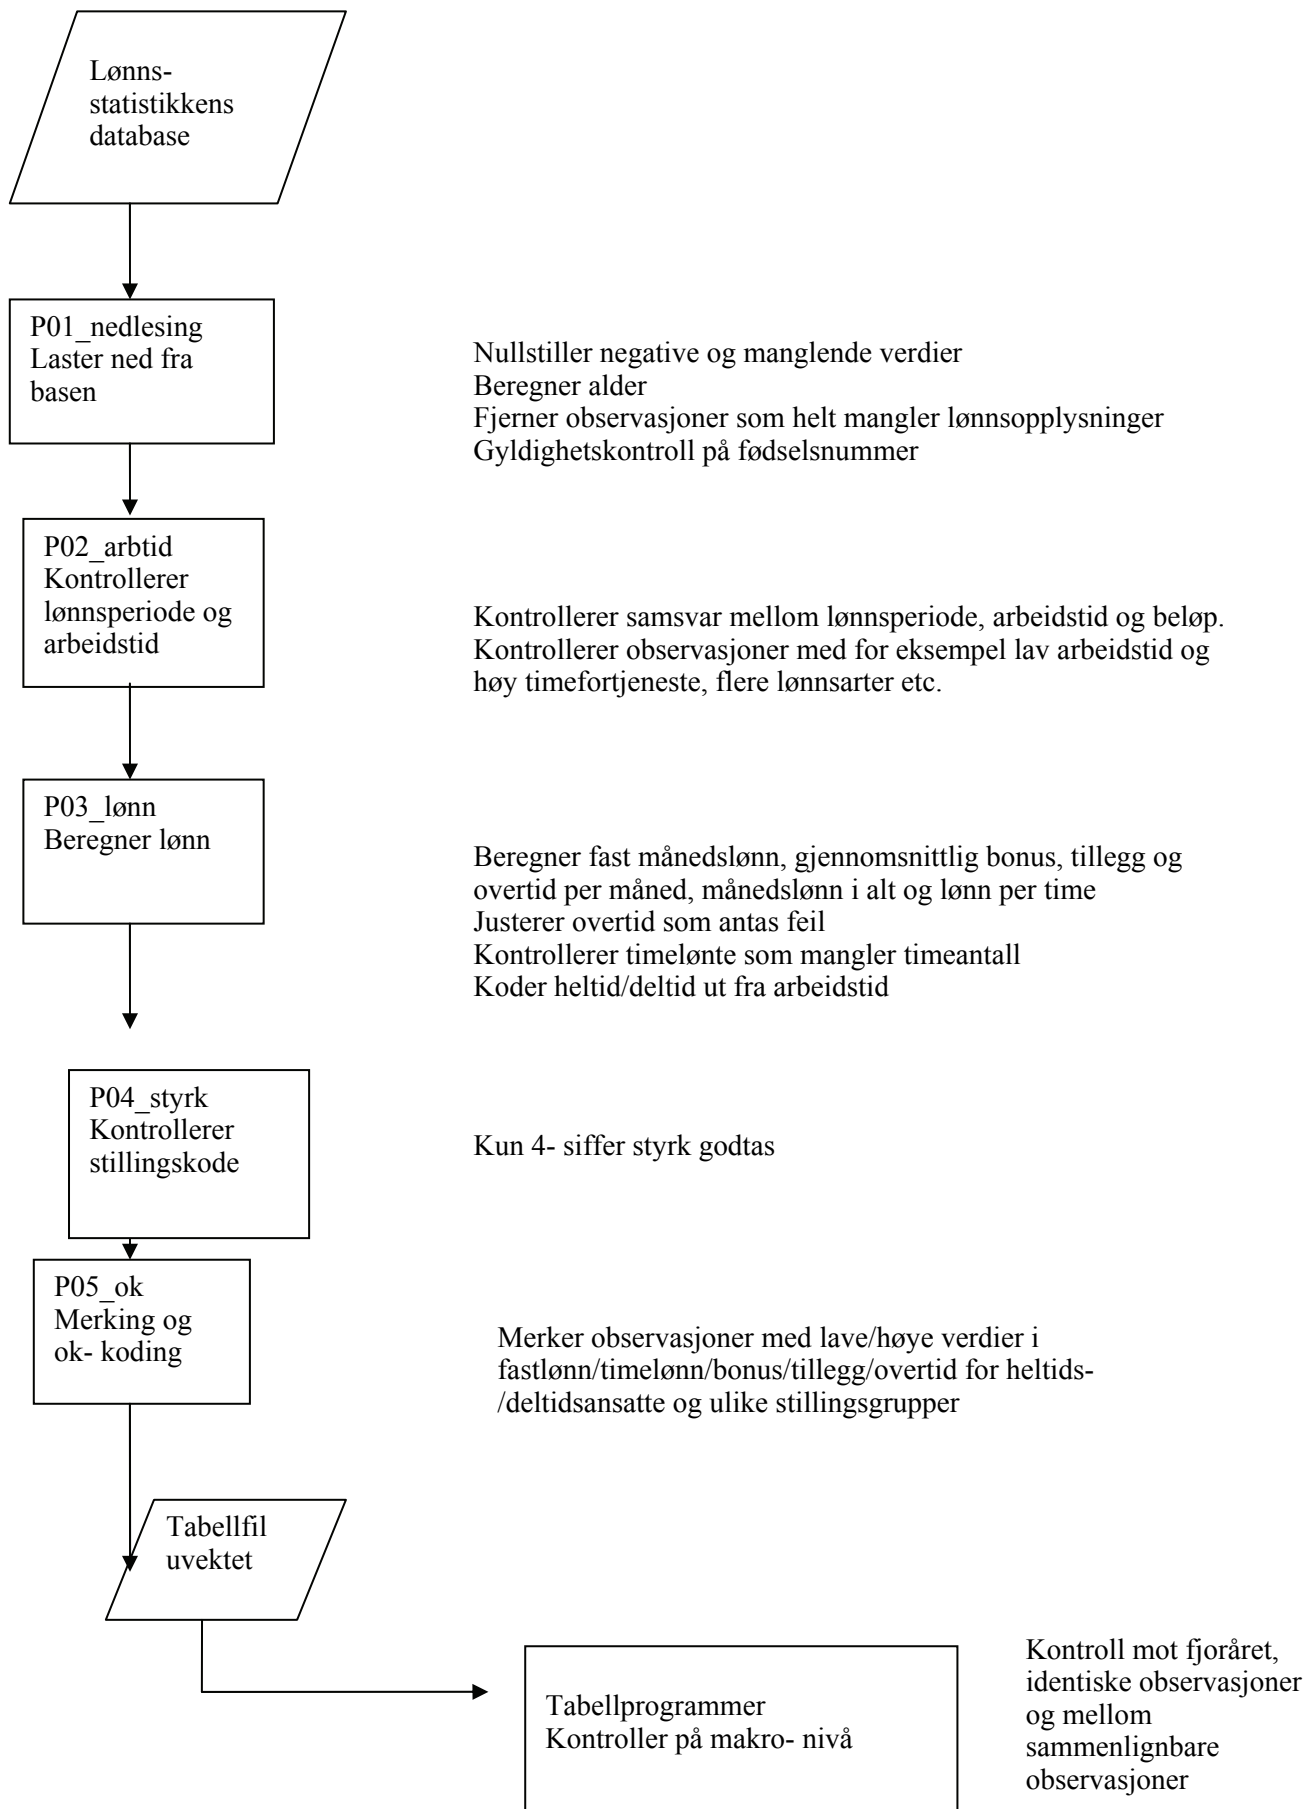 Lønns-
statistikkens
database
P01_nedlesing
Laster ned fra
basen
Nullstiller negative og manglende verdier
Beregner alder
Fjerner observasjoner som helt mangler lønnsopplysninger
Gyldighetskontroll på fødselsnummer
P02_arbtid
Kontrollerer
lønnsperiode og
arbeidstid
Kontrollerer samsvar mellom lønnsperiode, arbeidstid og beløp.
Kontrollerer observasjoner med for eksempel lav arbeidstid og
høy timefortjeneste, flere lønnsarter etc.
P03_lønn
Beregner lønn
Beregner fast månedslønn, gjennomsnittlig bonus, tillegg og
overtid per måned, månedslønn i alt og lønn per time
Justerer overtid som antas feil
Kontrollerer timelønte som mangler timeantall
Koder heltid/deltid ut fra arbeidstid
P04_styrk
Kontrollerer
stillingskode
Kun 4- siffer styrk godtas
P05_ok
Merking og
ok- koding
Merker observasjoner med lave/høye verdier i
fastlønn/timelønn/bonus/tillegg/overtid for heltids-
/deltidsansatte og ulike stillingsgrupper
Tabellfil
uvektet
Tabellprogrammer
Kontroller på makro- nivå
Kontroll mot fjoråret,
identiske observasjoner
og mellom
sammenlignbare
observasjoner